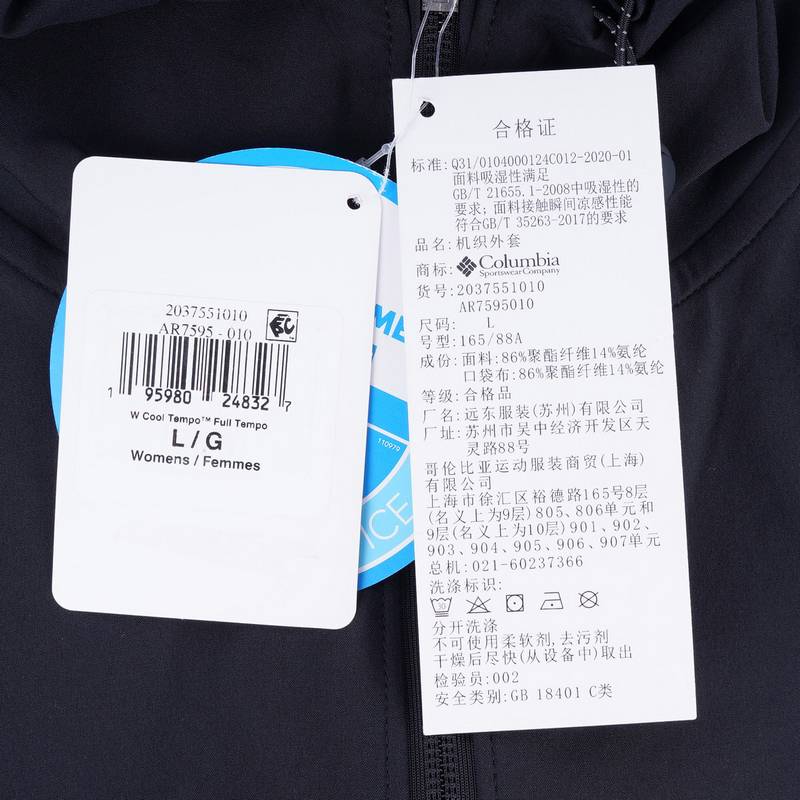 2037551010
AR7595 - 010
1 95980 24832 7
W Cool Tempo™ Full Tempo
L / G
Womens / Femmes
110979
ICE
合格证
标准: Q31/0104000124C012-2020-01
面料吸湿性满足
GB/T 21655.1-2008中吸湿性的
要求; 面料接触瞬间凉感性能
符合GB/T 35263-2017的要求
品名: 机织外套
商标: Columbia
Sportswear Company
货号: 2037551010
AR7595010
尺码: L
号型: 165/88A
成份: 面料: 86%聚酯纤维14%氨纶
口袋布: 86%聚酯纤维14%氨纶
等级: 合格品
厂名: 远东服装(苏州)有限公司
厂址: 苏州市吴中经济开发区天
灵路88号
哥伦比亚运动服装商贸(上海)
有限公司
上海市徐汇区裕德路165号8层
(名义上为9层) 805, 806单元和
9层(名义上为10层) 901, 902,
903, 904, 905, 906, 907单元
总机: 021-60237366
洗涤标识:
30
分开洗涤
不可使用柔软剂, 去污剂
干燥后尽快(从设备中)取出
检验员: 002
安全类别: GB 18401 C类